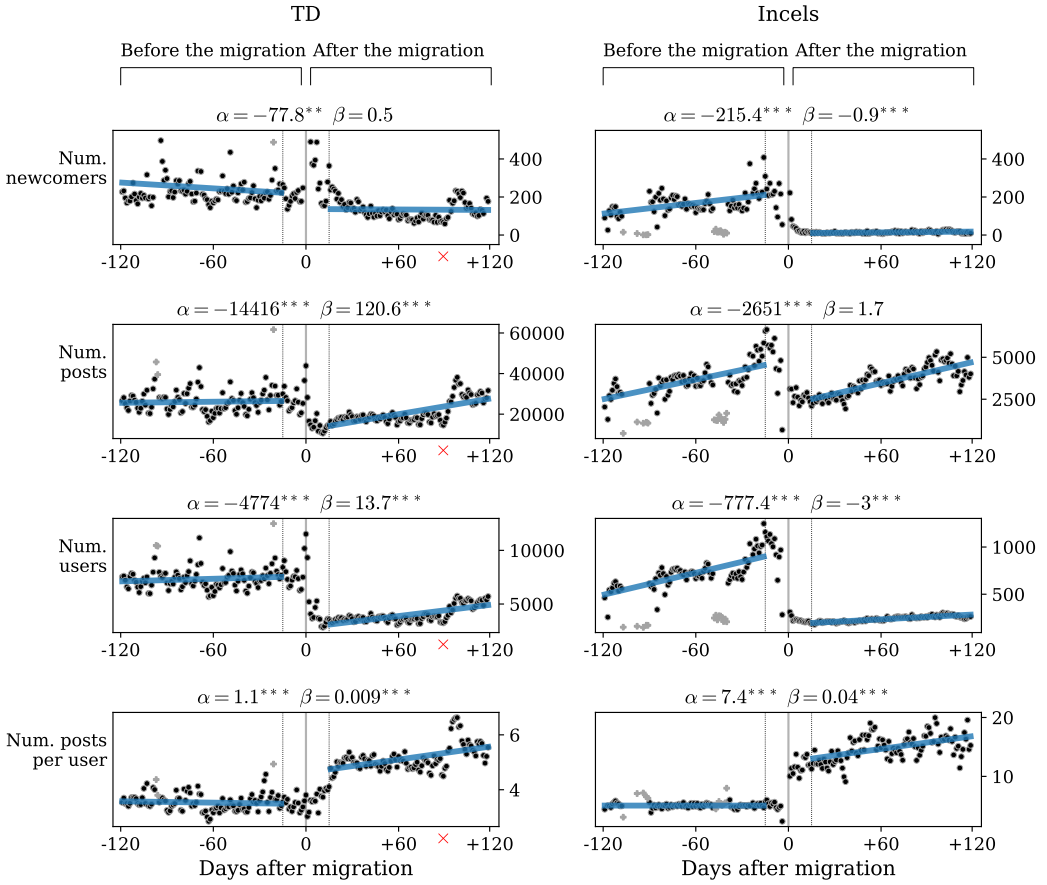 TD Incels
Before the migration After the migration Before the migration After the migration
α = −77.8** β = 0.5 α = −215.4*** β = −0.9***
Num. newcomers
400 400
200 200
0 0
-120 -60 0 +60 × +120 -120 -60 0 +60 +120
α = −14416*** β = 120.6*** α = −2651*** β = 1.7
Num. posts
60000
40000 5000
20000 2500
-120 -60 0 +60 × +120 -120 -60 0 +60 +120
α = −4774*** β = 13.7*** α = −777.4*** β = −3***
Num. users
10000 1000
5000 500
-120 -60 0 +60 × +120 -120 -60 0 +60 +120
α = 1.1*** β = 0.009*** α = 7.4*** β = 0.04***
Num. posts per user
6 20
4 10
-120 -60 0 +60 × +120 -120 -60 0 +60 +120
Days after migration Days after migration